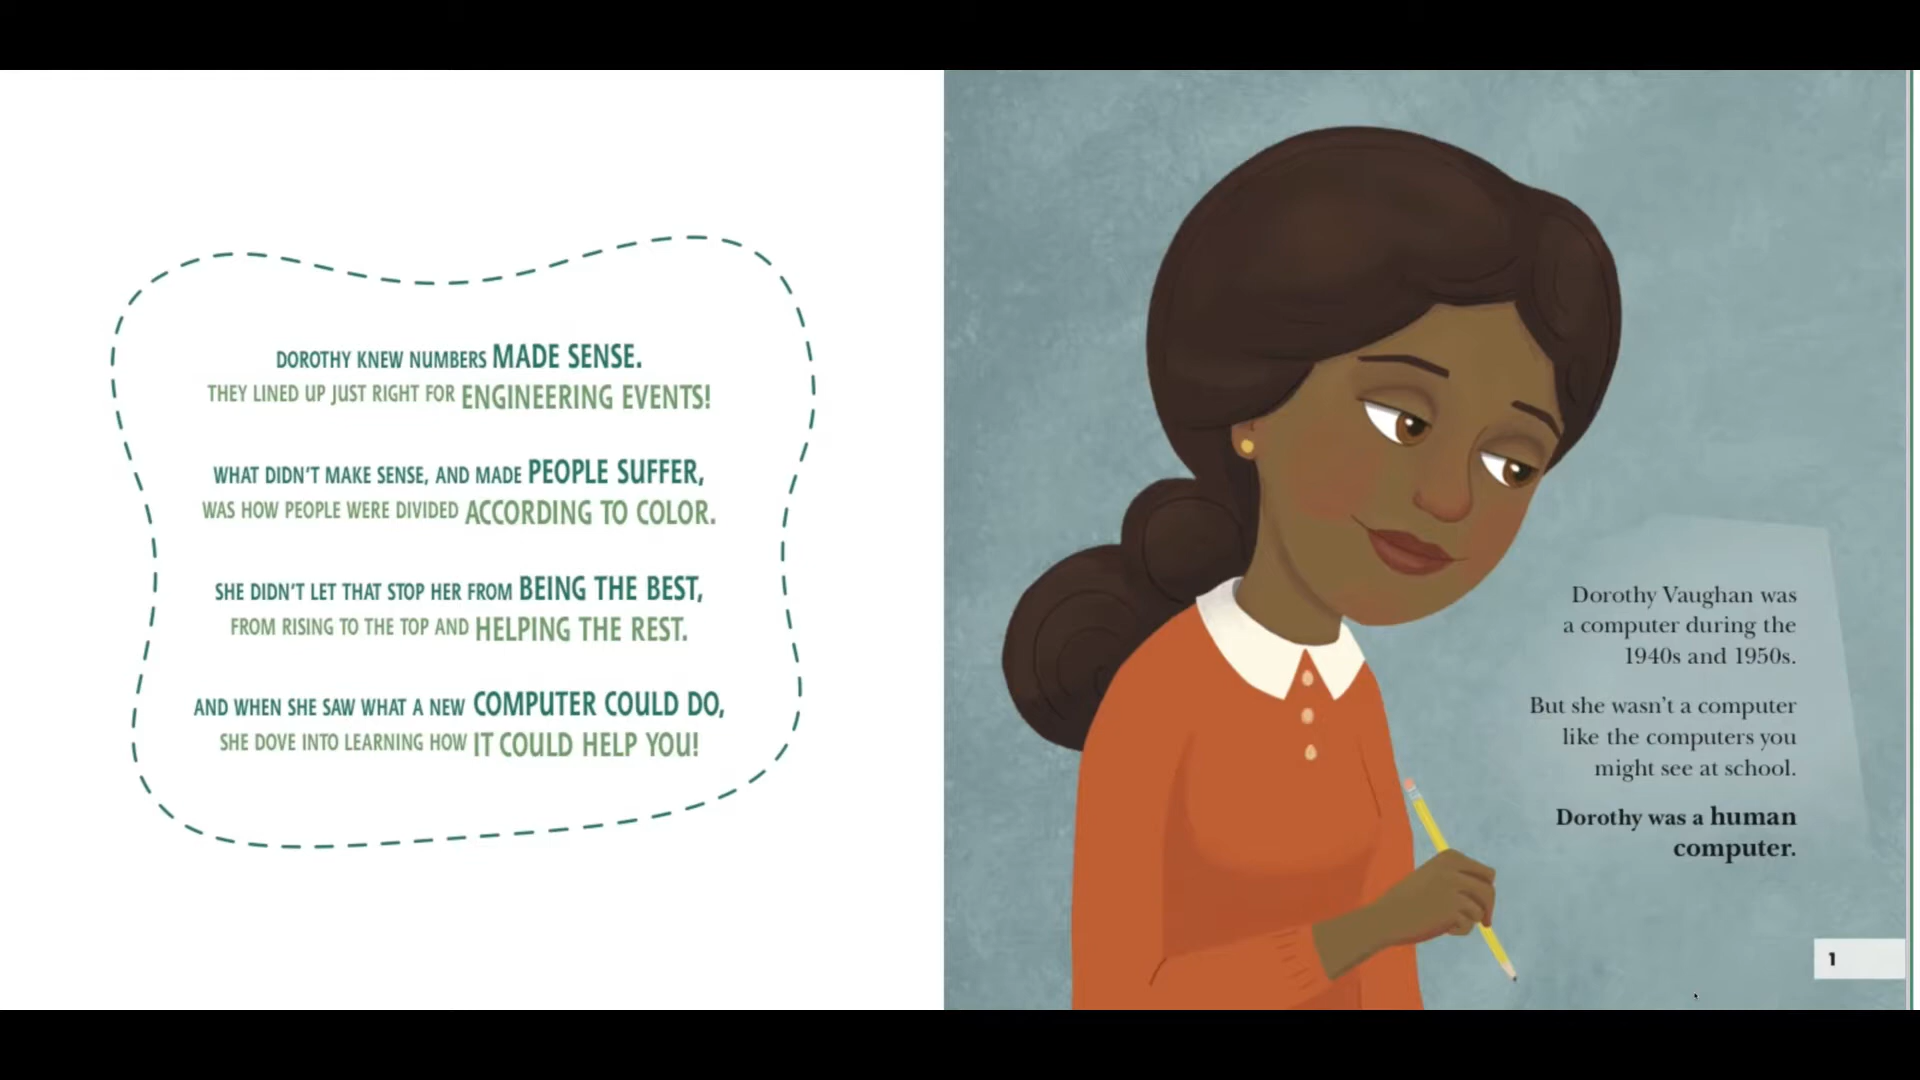 DOROTHY KNEW NUMBERS MADE SENSE.
THEY LINED UP JUST RIGHT FOR ENGINEERING EVENTS!
WHAT DIDN'T MAKE SENSE, AND MADE PEOPLE SUFFER,
WAS HOW PEOPLE WERE DIVIDED ACCORDING TO COLOR.
SHE DIDN'T LET THAT STOP HER FROM BEING THE BEST,
FROM RISING TO THE TOP AND HELPING THE REST.
AND WHEN SHE SAW WHAT A NEW COMPUTER COULD DO,
SHE DOVE INTO LEARNING HOW IT COULD HELP YOU!
Dorothy Vaughan was
a computer during the
1940s and 1950s.
But she wasn't a computer
like the computers you
might see at school.
Dorothy was a human
computer.
1